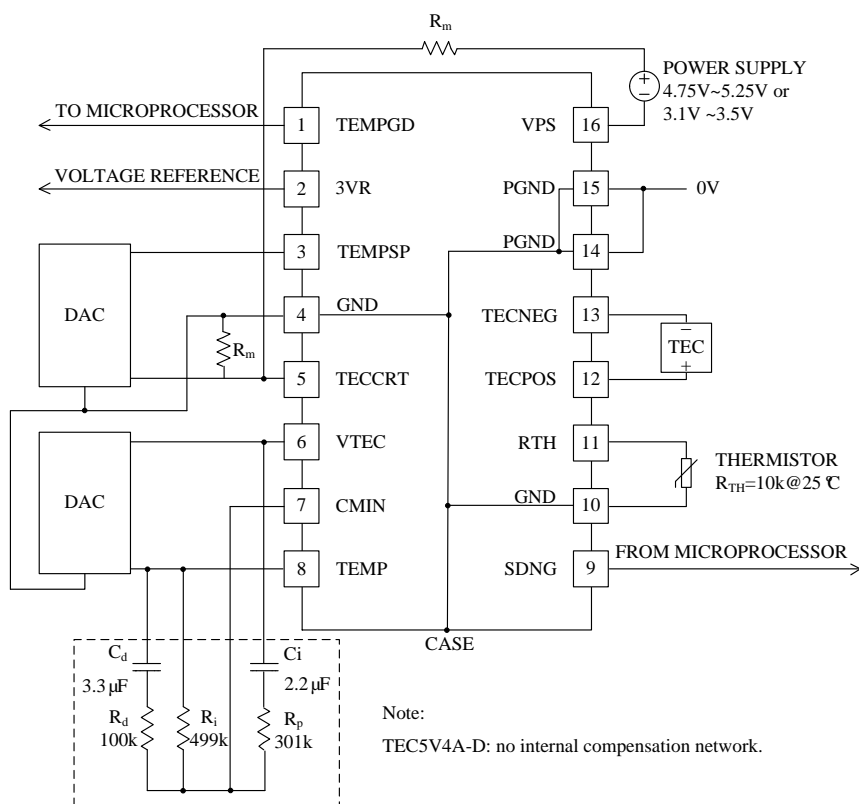 Rm
POWER SUPPLY
4.75V~5.25V or
3.1V ~3.5V
TO MICROPROCESSOR
1
TEMPGD
VPS
16
VOLTAGE REFERENCE
2
3VR
PGND
15
0V
DAC
3
TEMPSP
PGND
14
4
GND
TECNEG
13
Rm
TEC
5
TECCRT
TECPOS
12
DAC
6
VTEC
RTH
11
THERMISTOR
RTH=10k@25 ℃
7
CMIN
GND
10
8
TEMP
SDNG
9
FROM MICROPROCESSOR
CASE
Cd
3.3 µF
Ci
2.2 µF
Rd
100k
Ri
499k
Rp
301k
Note:
TEC5V4A-D: no internal compensation network.